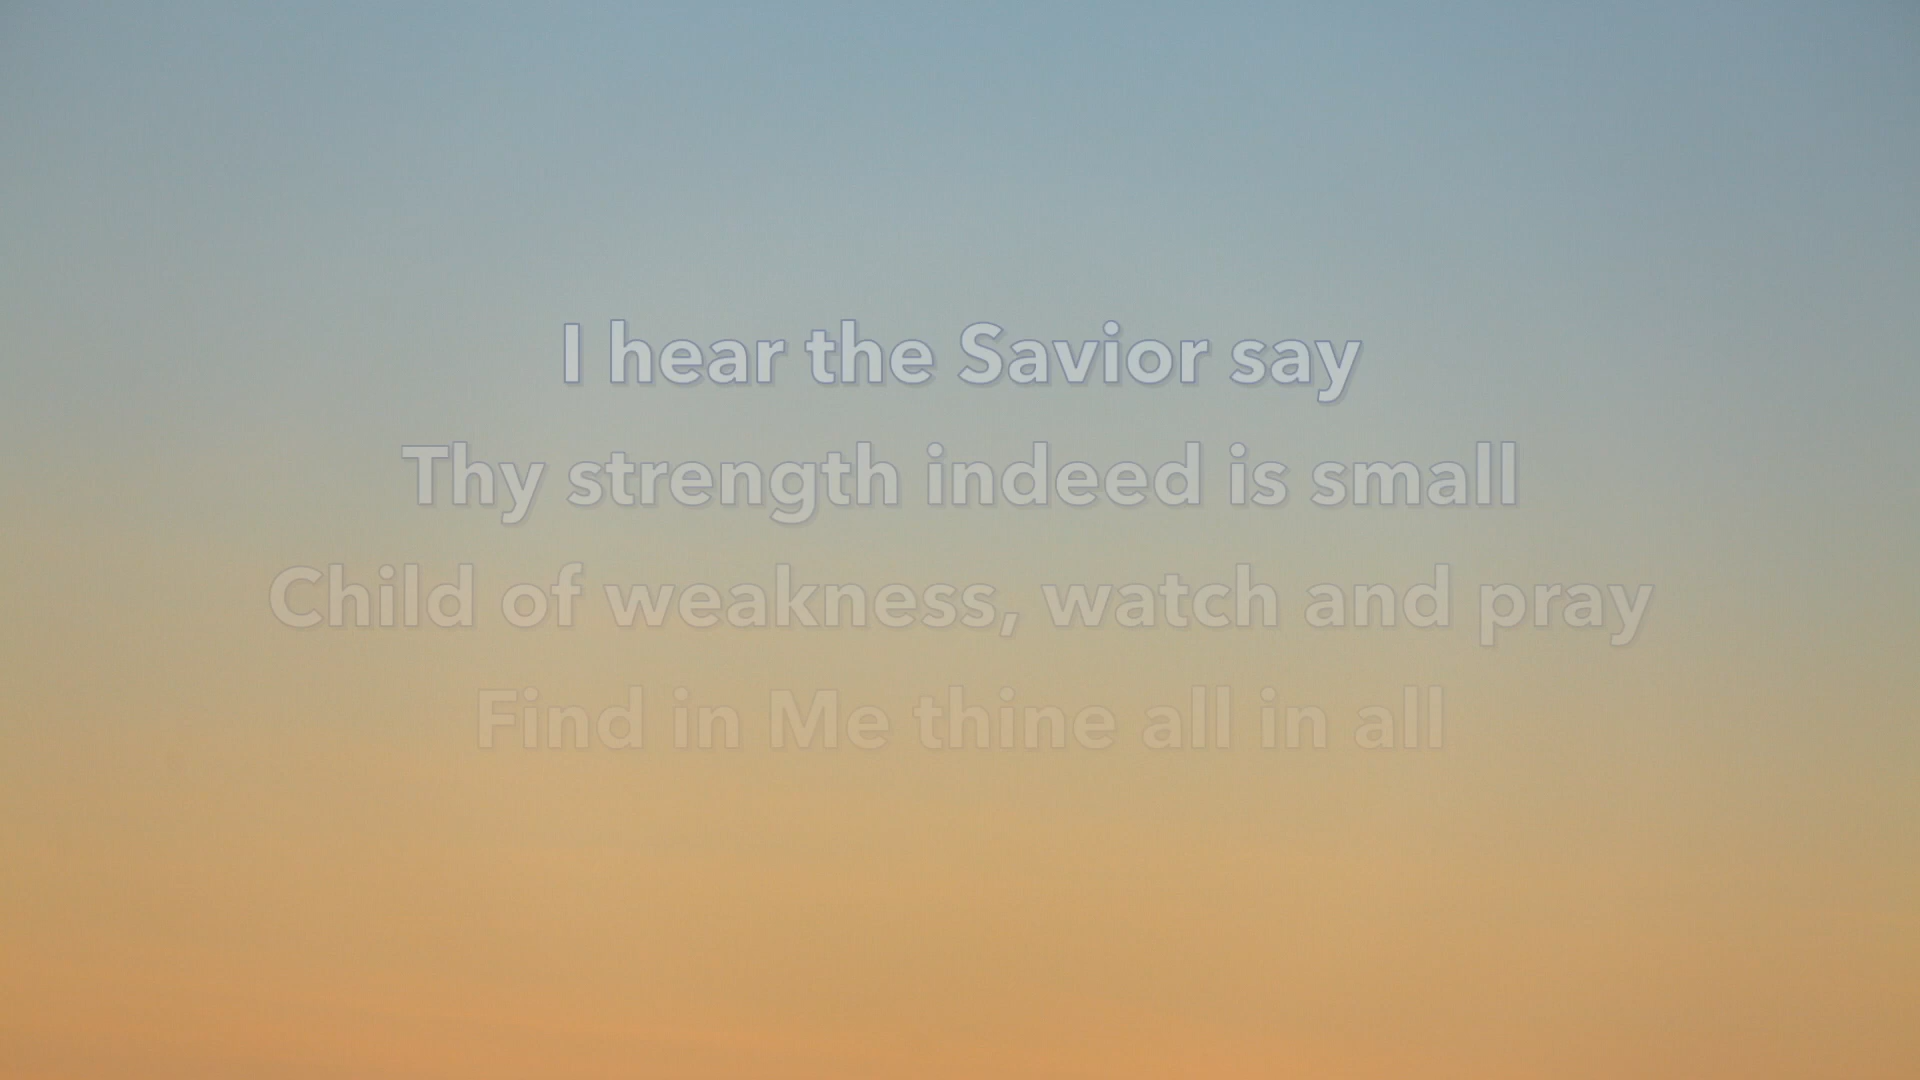 I hear the Savior say
Thy strength indeed is small
Child of weakness, watch and pray
Find in Me thine all in all